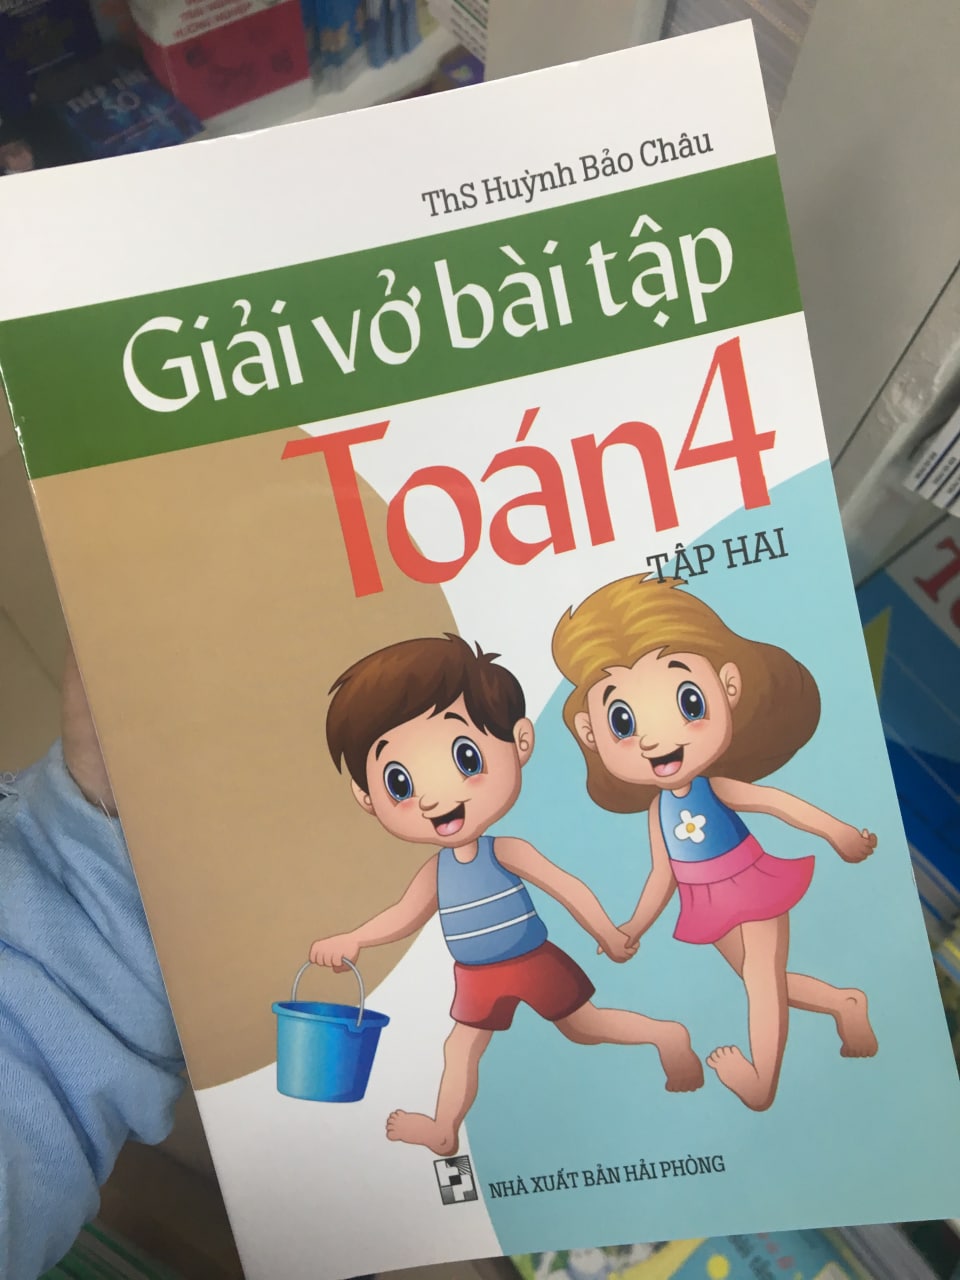 ThS Huỳnh Bảo Châu
Giải vở bài tập
Toán 4
TẬP HAI
NHÀ XUẤT BẢN HẢI PHÒNG